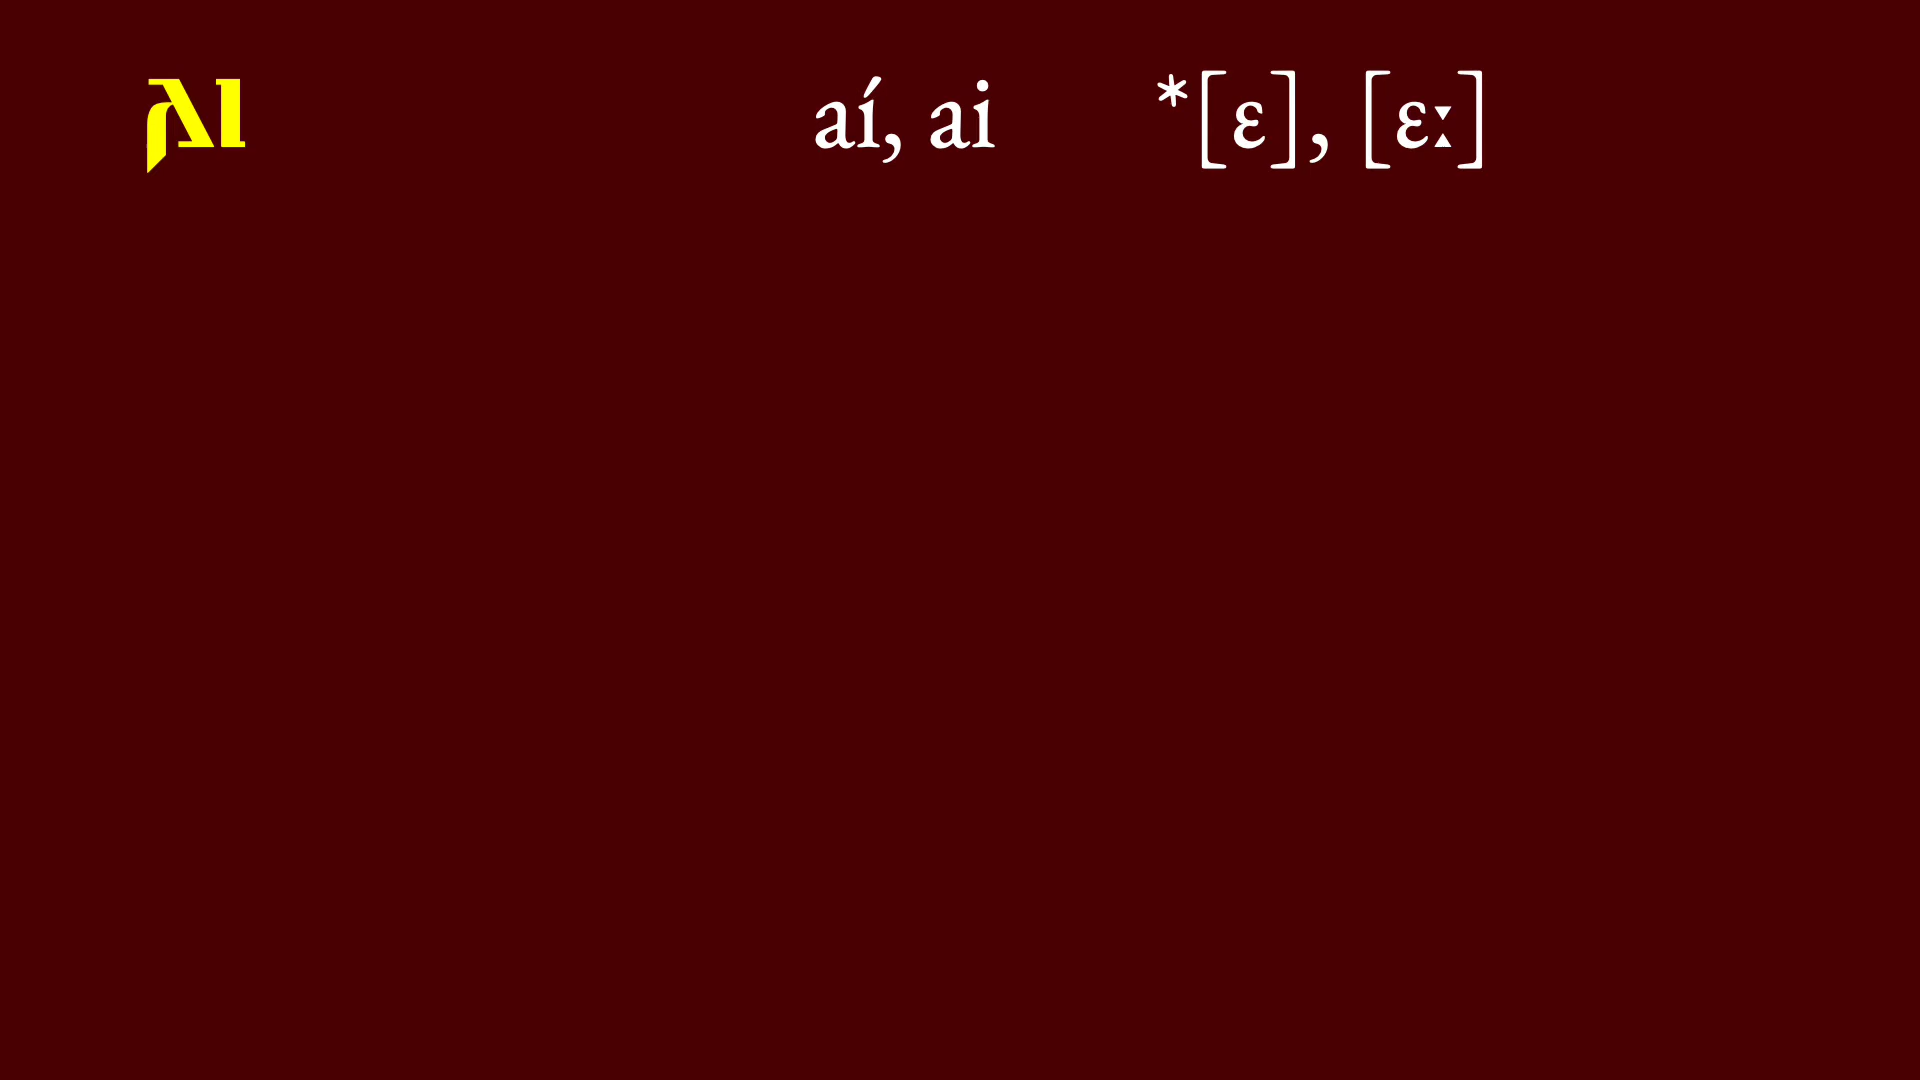 𐌰𐌹 aí, ai *[ɛ], [ɛː]